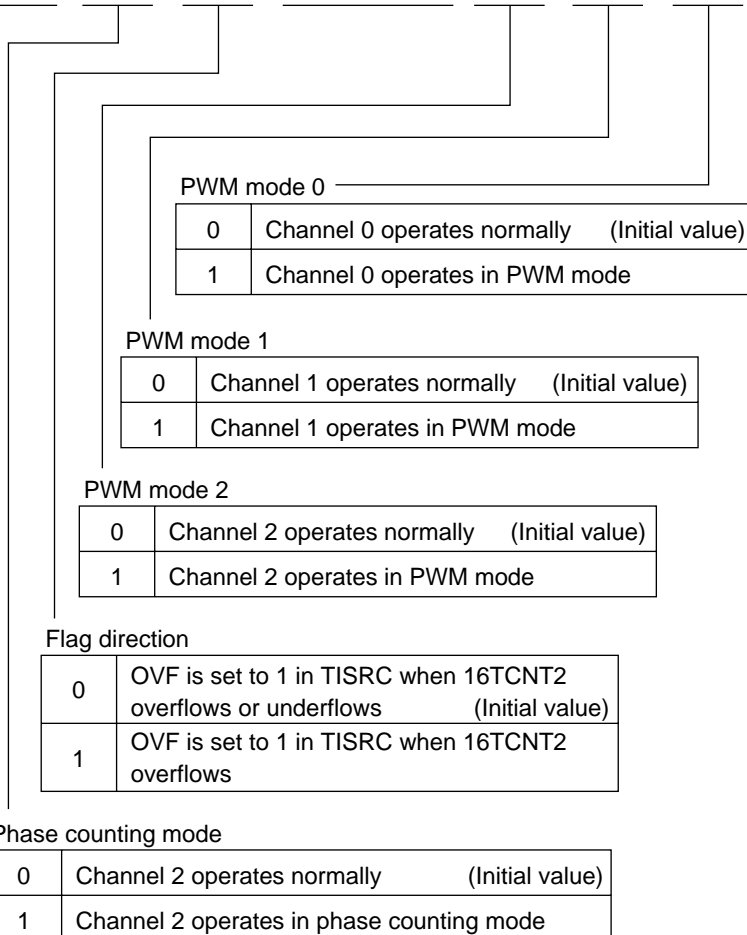 PWM mode 0
0 Channel 0 operates normally (Initial value)
1 Channel 0 operates in PWM mode
PWM mode 1
0 Channel 1 operates normally (Initial value)
1 Channel 1 operates in PWM mode
PWM mode 2
0 Channel 2 operates normally (Initial value)
1 Channel 2 operates in PWM mode
Flag direction
0 OVF is set to 1 in TISRC when 16TCNT2
overflows or underflows (Initial value)
1 OVF is set to 1 in TISRC when 16TCNT2
overflows
Phase counting mode
0 Channel 2 operates normally (Initial value)
1 Channel 2 operates in phase counting mode